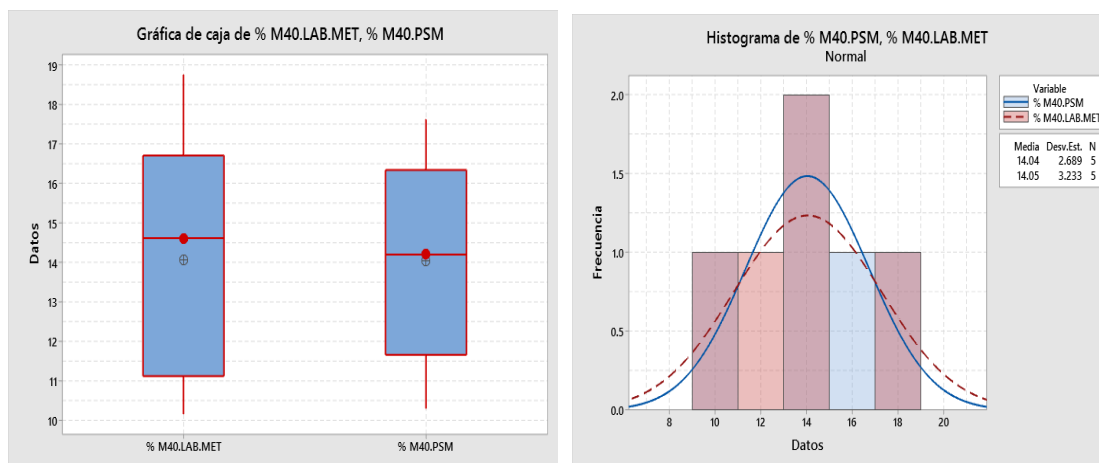 Gráfica de caja de % M40.LAB.MET, % M40.PSM
19
18
17
16
15
14
13
12
11
10
Datos
% M40.LAB.MET
% M40.PSM
Histograma de % M40.PSM, % M40.LAB.MET
Normal
2.0
1.5
1.0
0.5
0.0
Frecuencia
8 10 12 14 16 18 20
Datos
Variable
% M40.PSM
% M40.LAB.MET
Media Desv.Est. N
14.04 2.689 5
14.05 3.233 5